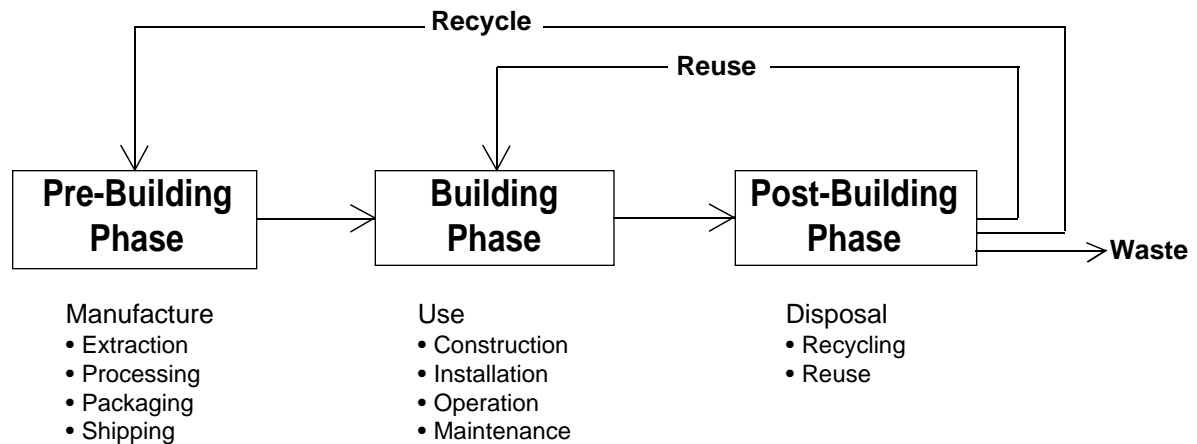 Recycle
Reuse
Pre-Building
Phase
Building
Phase
Post-Building
Phase
Waste
Manufacture
• Extraction
• Processing
• Packaging
• Shipping
Use
• Construction
• Installation
• Operation
• Maintenance
Disposal
• Recycling
• Reuse